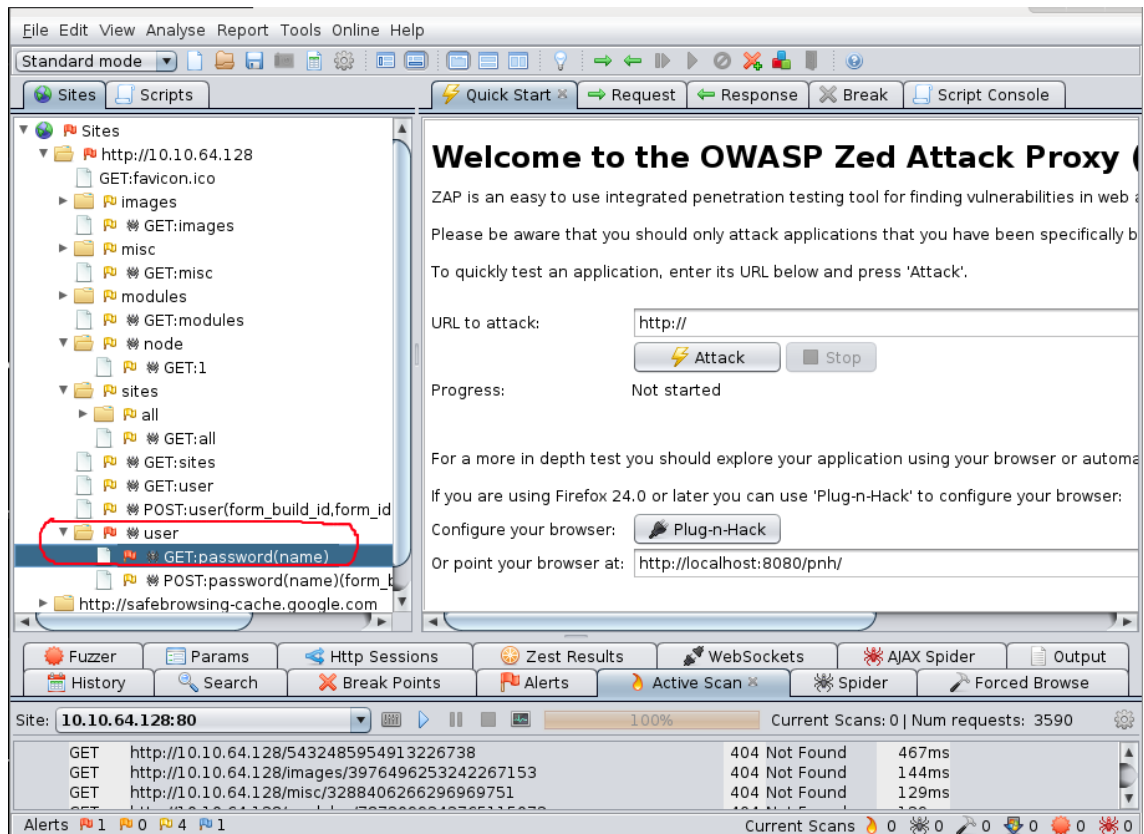 File Edit View Analyse Report Tools Online Help
Standard mode
Sites Scripts
Quick Start Request Response Break Script Console
Sites
http://10.10.64.128
GET:favicon.ico
images
GET:images
misc
GET:misc
modules
GET:modules
node
GET:1
sites
all
GET:all
GET:sites
GET:user
POST:user(form_build_id,form_id
user
GET:password(name)
POST:password(name)(form_b
http://safebrowsing-cache.google.com
Welcome to the OWASP Zed Attack Proxy (
ZAP is an easy to use integrated penetration testing tool for finding vulnerabilities in web a
Please be aware that you should only attack applications that you have been specifically b
To quickly test an application, enter its URL below and press 'Attack'.
URL to attack: http://
Attack Stop
Progress: Not started
For a more in depth test you should explore your application using your browser or automa
If you are using Firefox 24.0 or later you can use 'Plug-n-Hack' to configure your browser:
Configure your browser: Plug-n-Hack
Or point your browser at: http://localhost:8080/pnh/
Fuzzer Params Http Sessions Zest Results WebSockets AJAX Spider Output
History Search Break Points Alerts Active Scan Spider Forced Browse
Site: 10.10.64.128:80 100% Current Scans: 0 | Num requests: 3590
GET http://10.10.64.128/5432485954913226738 404 Not Found 467ms
GET http://10.10.64.128/images/3976496253242267153 404 Not Found 144ms
GET http://10.10.64.128/misc/3288406266296969751 404 Not Found 129ms
Alerts 1 0 4 1 Current Scans 0 0 0 0 0 0